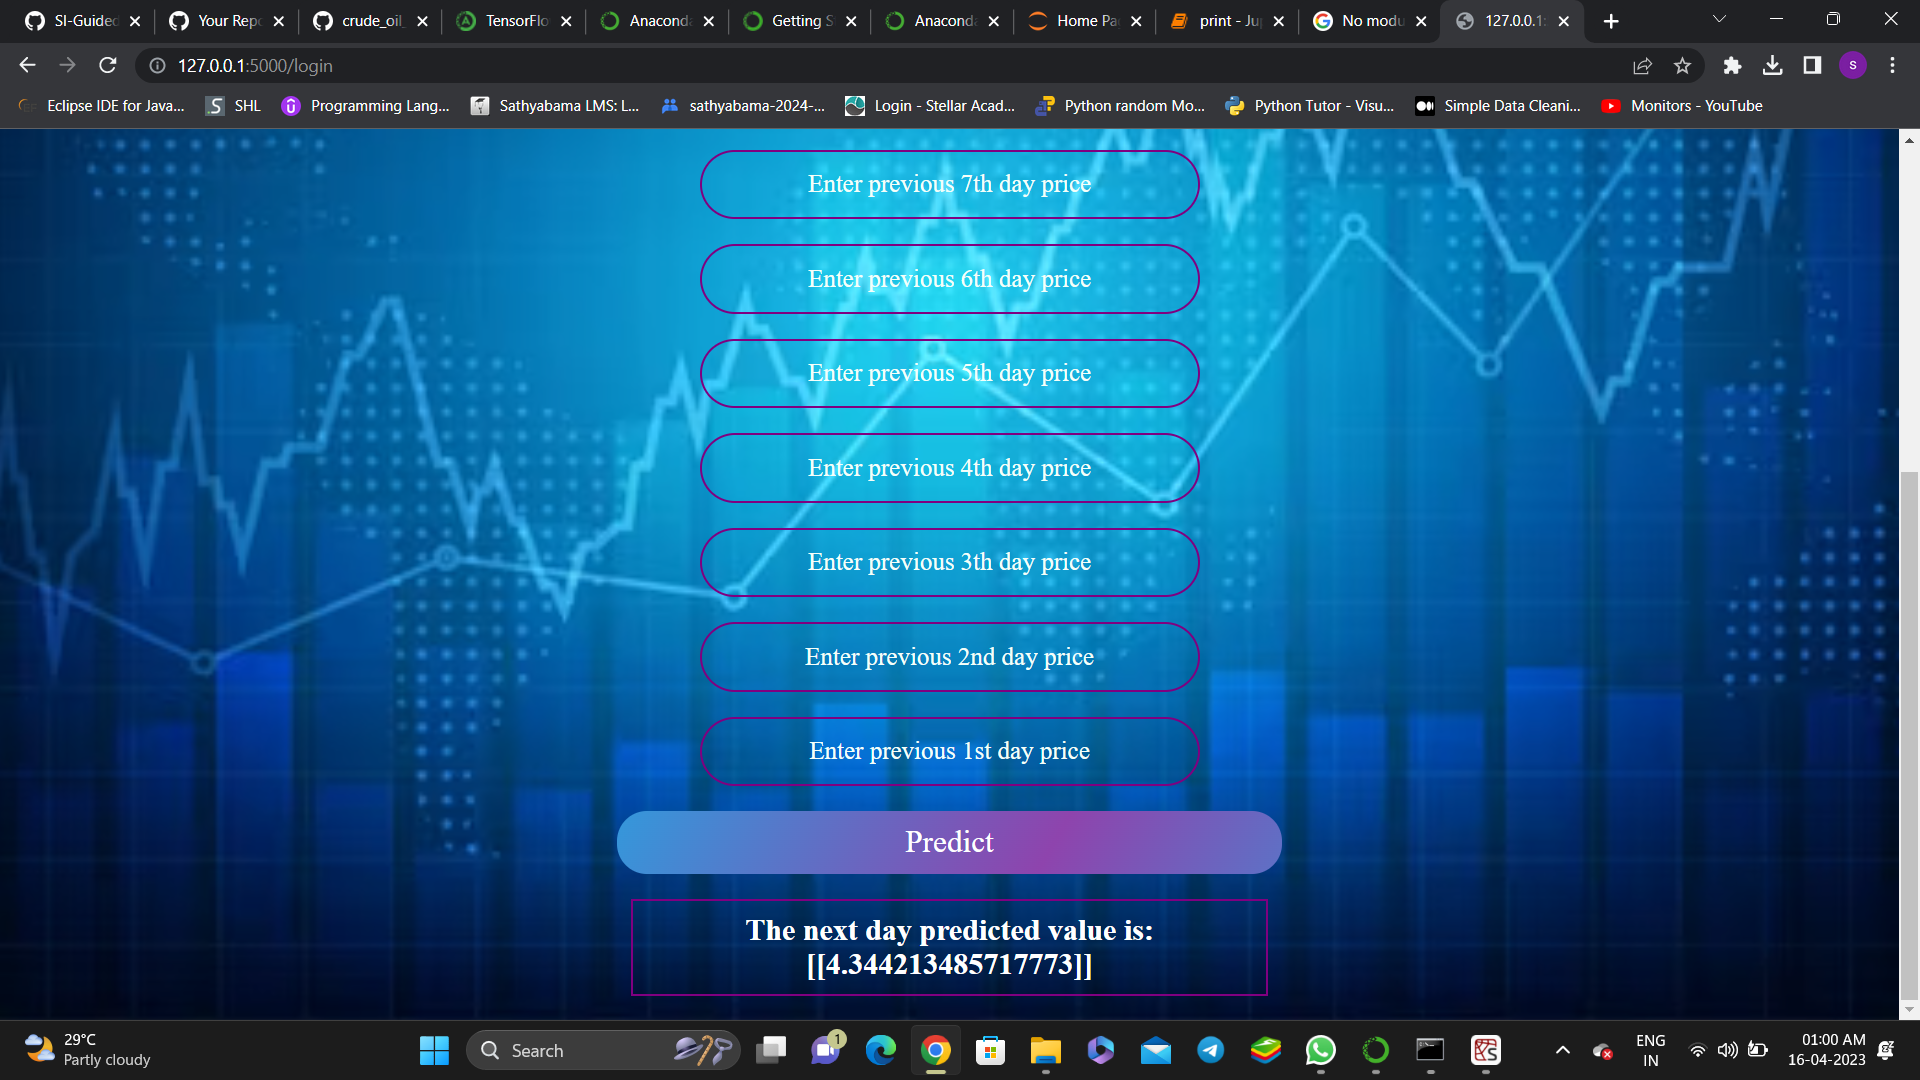 SI-Guided
Your Rep
crude_oil_
TensorFlo
Anaconda
Getting S
Anaconda
Home Pa
print - Ju
No modu
127.0.0.1:
127.0.0.1:5000/login
S
Eclipse IDE for Java...
SHL
Programming Lang...
Sathyabama LMS: L...
sathyabama-2024-...
Login - Stellar Acad...
Python random Mo...
Python Tutor - Visu...
Simple Data Cleani...
Monitors - YouTube
Enter previous 7th day price
Enter previous 6th day price
Enter previous 5th day price
Enter previous 4th day price
Enter previous 3th day price
Enter previous 2nd day price
Enter previous 1st day price
Predict
The next day predicted value is:
[[4.344213485717773]]
29°C
Partly cloudy
Search
1
ENG
IN
01:00 AM
16-04-2023